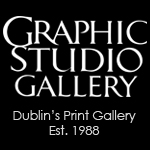 GRAPHIC
STUDIO
GALLERY
Dublin's Print Gallery
Est. 1988